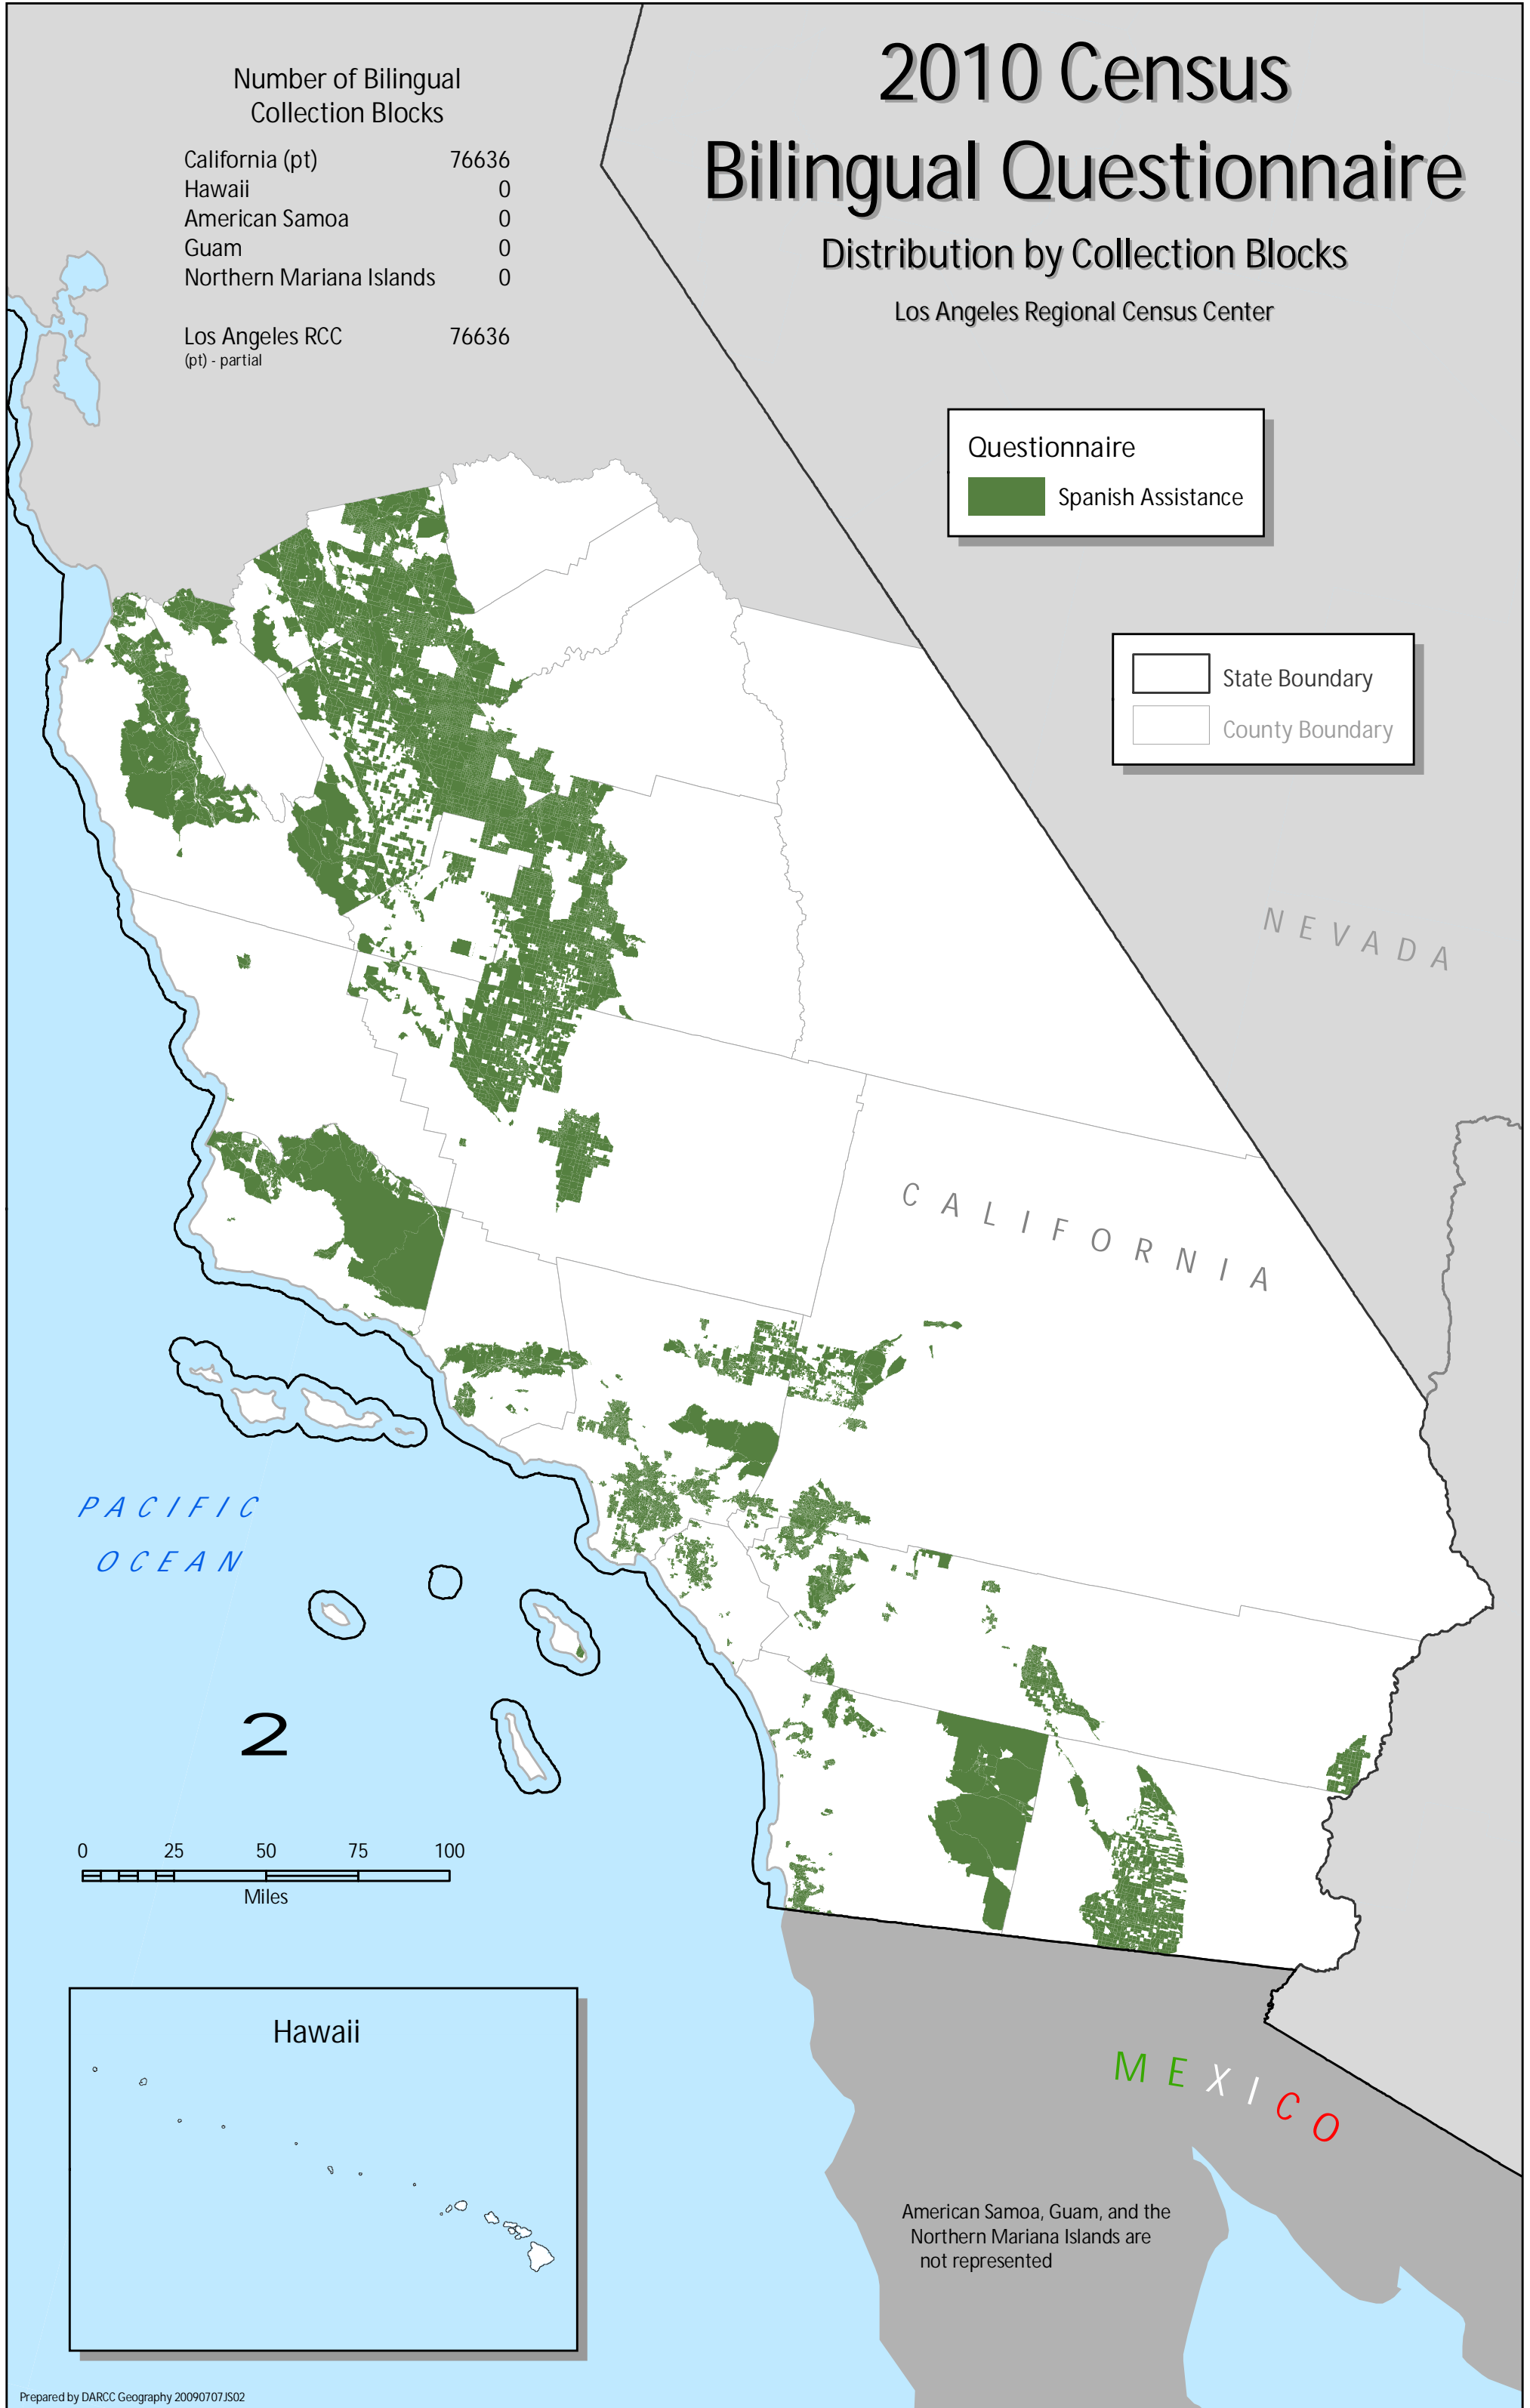 2010 Census
Bilingual Questionnaire
Distribution by Collection Blocks
Los Angeles Regional Census Center
Number of Bilingual
Collection Blocks
California (pt) 76636
Hawaii 0
American Samoa 0
Guam 0
Northern Mariana Islands 0
Los Angeles RCC 76636
(pt) - partial
Questionnaire
Spanish Assistance
State Boundary
County Boundary
NEVADA
CALIFORNIA
PACIFIC
OCEAN
2
0 25 50 75 100
Miles
Hawaii
MEXICO
American Samoa, Guam, and the
Northern Mariana Islands are
not represented
Prepared by DARCC Geography 20090707JS02